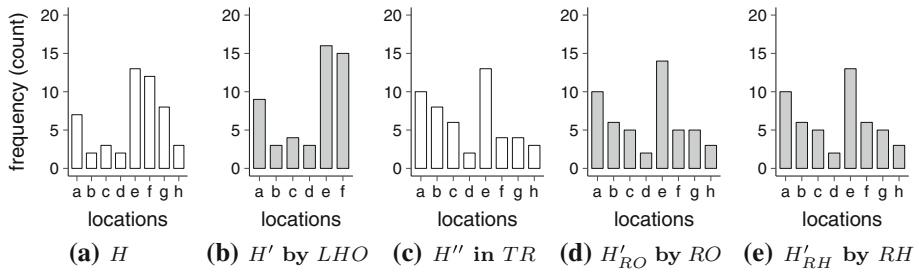 20 20 20 20 20
15 15 15 15 15
10 10 10 10 10
5 5 5 5 5
0 0 0 0 0
frequency (count)
a b c d e f g h a b c d e f a b c d e f g h a b c d e f g h a b c d e f g h
locations locations locations locations locations
(a) H (b) H′ by LHO (c) H′′ in TR (d) H′RO by RO (e) H′RH by RH